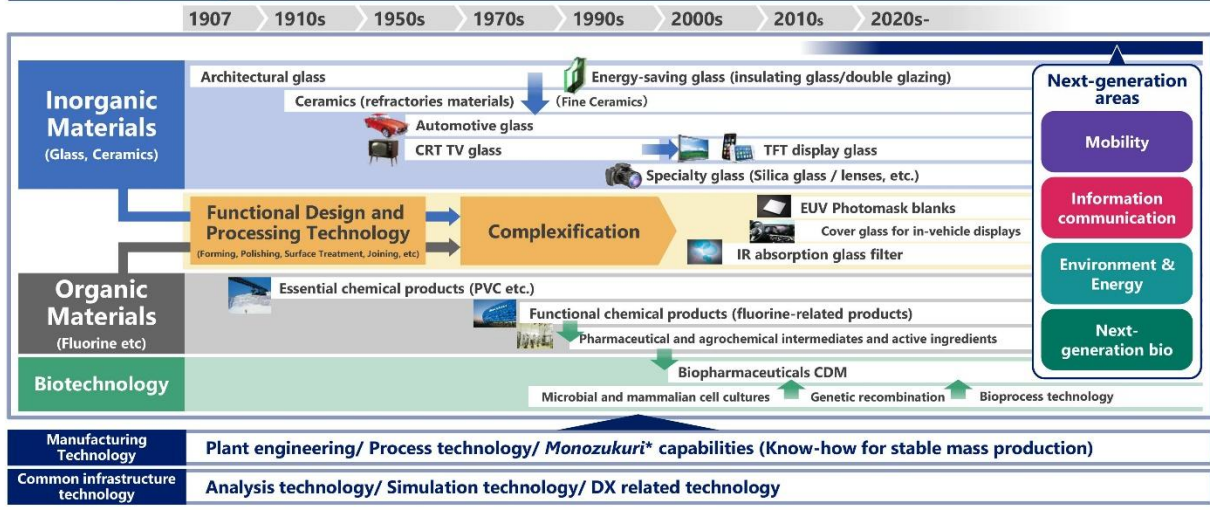 1907 1910s 1950s 1970s 1990s 2000s 2010s 2020s-
Inorganic
Materials
(Glass, Ceramics)
Architectural glass
Energy-saving glass (insulating glass/double glazing)
Ceramics (refractories materials)
(Fine Ceramics)
Automotive glass
CRT TV glass
TFT display glass
Specialty glass (Silica glass / lenses, etc.)
Functional Design and
Processing Technology
(Forming, Polishing, Surface Treatment, Joining, etc)
Complexification
EUV Photomask blanks
Cover glass for in-vehicle displays
IR absorption glass filter
Organic
Materials
(Fluorine etc)
Essential chemical products (PVC etc.)
Functional chemical products (fluorine-related products)
Pharmaceutical and agrochemical intermediates and active ingredients
Biotechnology
Biopharmaceuticals CDM
Microbial and mammalian cell cultures
Genetic recombination
Bioprocess technology
Next-generation
areas
Mobility
Information
communication
Environment &
Energy
Next-
generation bio
Manufacturing
Technology
Plant engineering/ Process technology/ Monozukuri* capabilities (Know-how for stable mass production)
Common infrastructure
technology
Analysis technology/ Simulation technology/ DX related technology